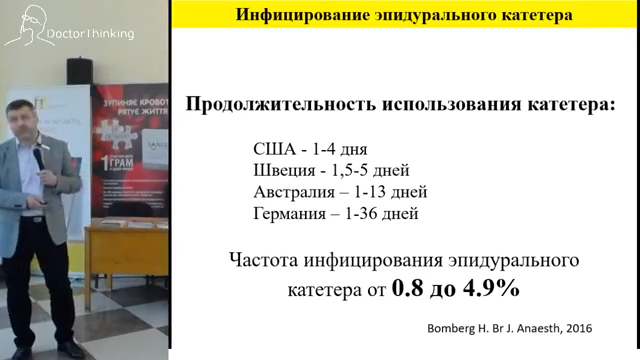 DoctorThinking
Инфицирование эпидурального катетера
ЗУПИНЯЄ КРОВОТ
РЯТУЄ ЖИТТЯ
1
ГРАМ
Продолжительность использования катетера:
США - 1-4 дня
Швеция - 1,5-5 дней
Австралия – 1-13 дней
Германия – 1-36 дней
Частота инфицирования эпидурального
катетера от 0.8 до 4.9%
Bomberg H. Br J. Anaesth, 2016